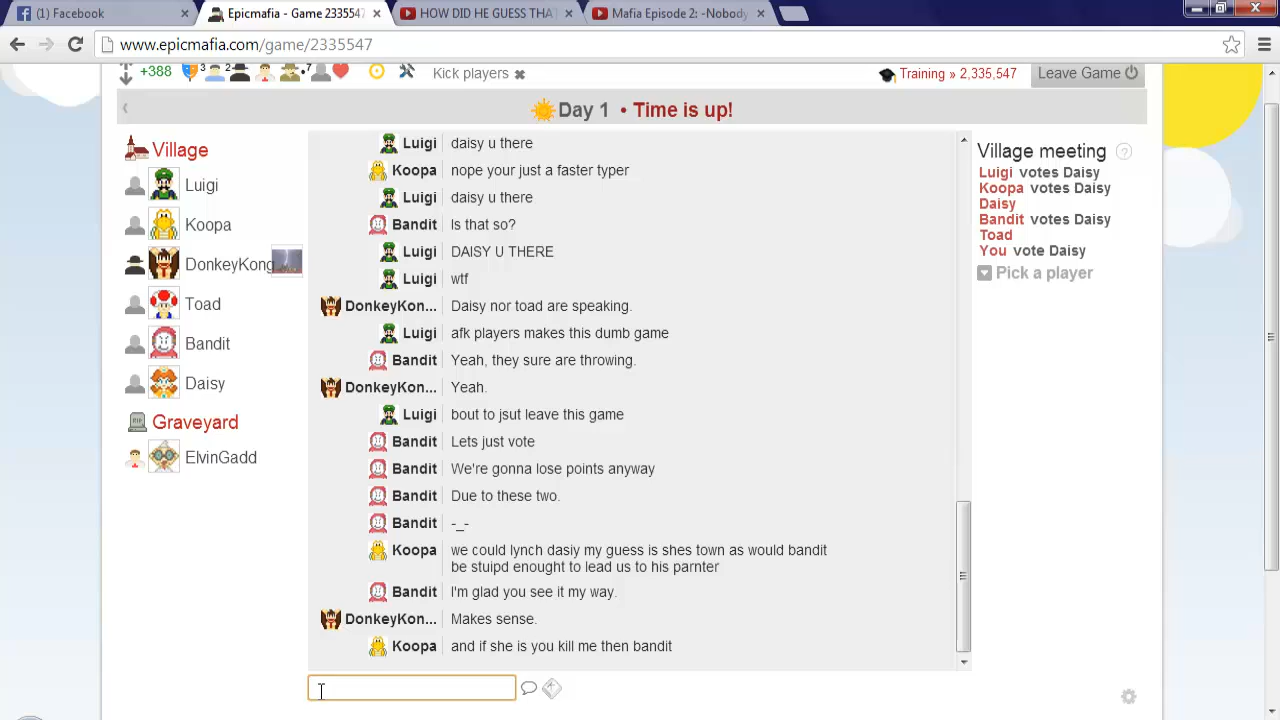 Facebook
Epicmafia - Game 2335547
HOW DID HE GUESS THA
Mafia Episode 2: -Nobody
www.epicmafia.com/game/2335547
+388
3
2
•7
Kick players ✖
Training » 2,335,547
Leave Game
Day 1 • Time is up!
Village
Luigi
Koopa
DonkeyKong
Toad
Bandit
Daisy
Graveyard
ElvinGadd
Luigi daisy u there
Koopa nope your just a faster typer
Luigi daisy u there
Bandit Is that so?
Luigi DAISY U THERE
Luigi wtf
DonkeyKon... Daisy nor toad are speaking.
Luigi afk players makes this dumb game
Bandit Yeah, they sure are throwing.
DonkeyKon... Yeah.
Luigi bout to jsut leave this game
Bandit Lets just vote
Bandit We're gonna lose points anyway
Bandit Due to these two.
Bandit -_-
Koopa we could lynch dasiy my guess is shes town as would bandit
be stuipd enought to lead us to his parnter
Bandit I'm glad you see it my way.
DonkeyKon... Makes sense.
Koopa and if she is you kill me then bandit
Village meeting ?
Luigi votes Daisy
Koopa votes Daisy
Daisy
Bandit votes Daisy
Toad
You vote Daisy
Pick a player